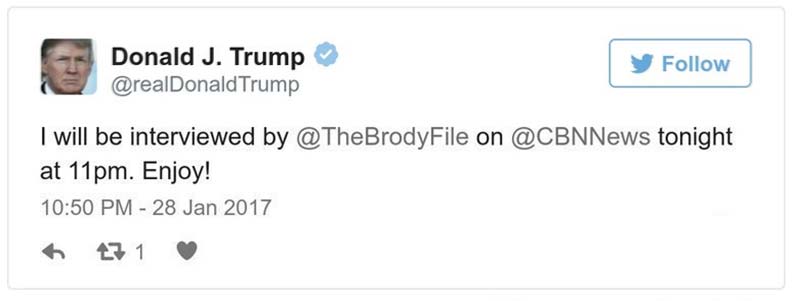 Donald J. Trump
@realDonaldTrump
Follow
I will be interviewed by @TheBrodyFile on @CBNNews tonight
at 11pm. Enjoy!
10:50 PM - 28 Jan 2017
1